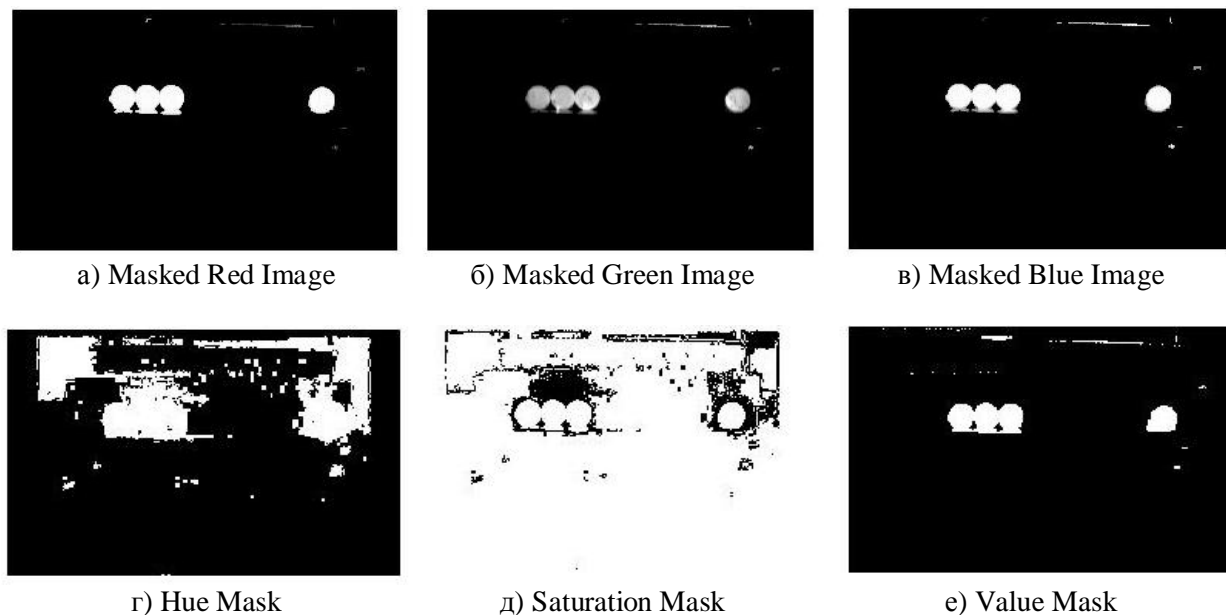 а) Masked Red Image
б) Masked Green Image
в) Masked Blue Image
г) Hue Mask
д) Saturation Mask
е) Value Mask